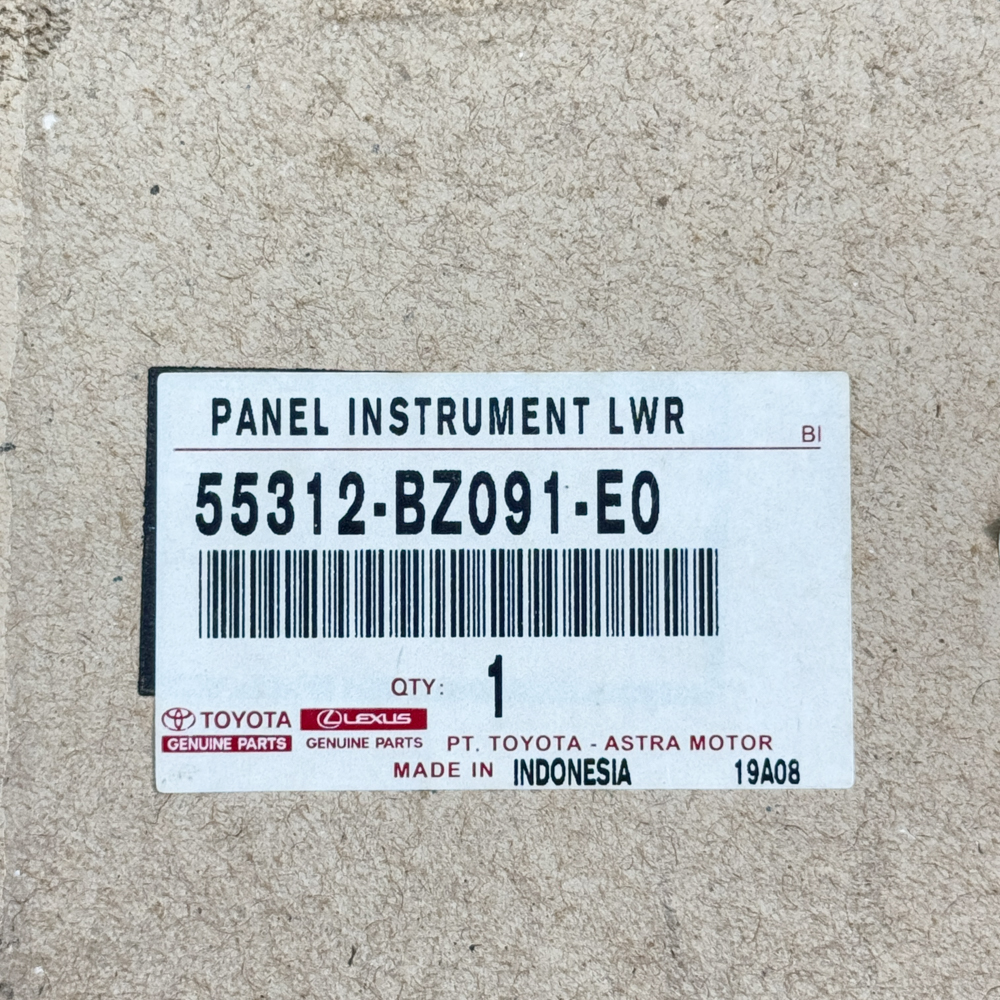 PANEL INSTRUMENT LWR
BI
55312-BZ091-E0
QTY: 1
TOYOTA LEXUS
GENUINE PARTS GENUINE PARTS PT. TOYOTA - ASTRA MOTOR
MADE IN INDONESIA 19A08